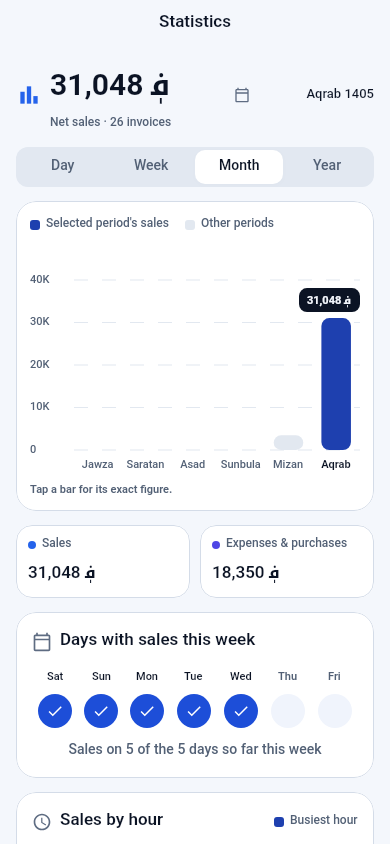 Statistics
31,048 ؋
Aqrab 1405
Net sales · 26 invoices
Day Week Month Year
Selected period's sales Other periods
40K
31,048 ؋
30K
20K
10K
0
Jawza Saratan Asad Sunbula Mizan Aqrab
Tap a bar for its exact figure.
Sales Expenses & purchases
31,048 ؋ 18,350 ؋
Days with sales this week
Sat Sun Mon Tue Wed Thu Fri
Sales on 5 of the 5 days so far this week
Sales by hour Busiest hour